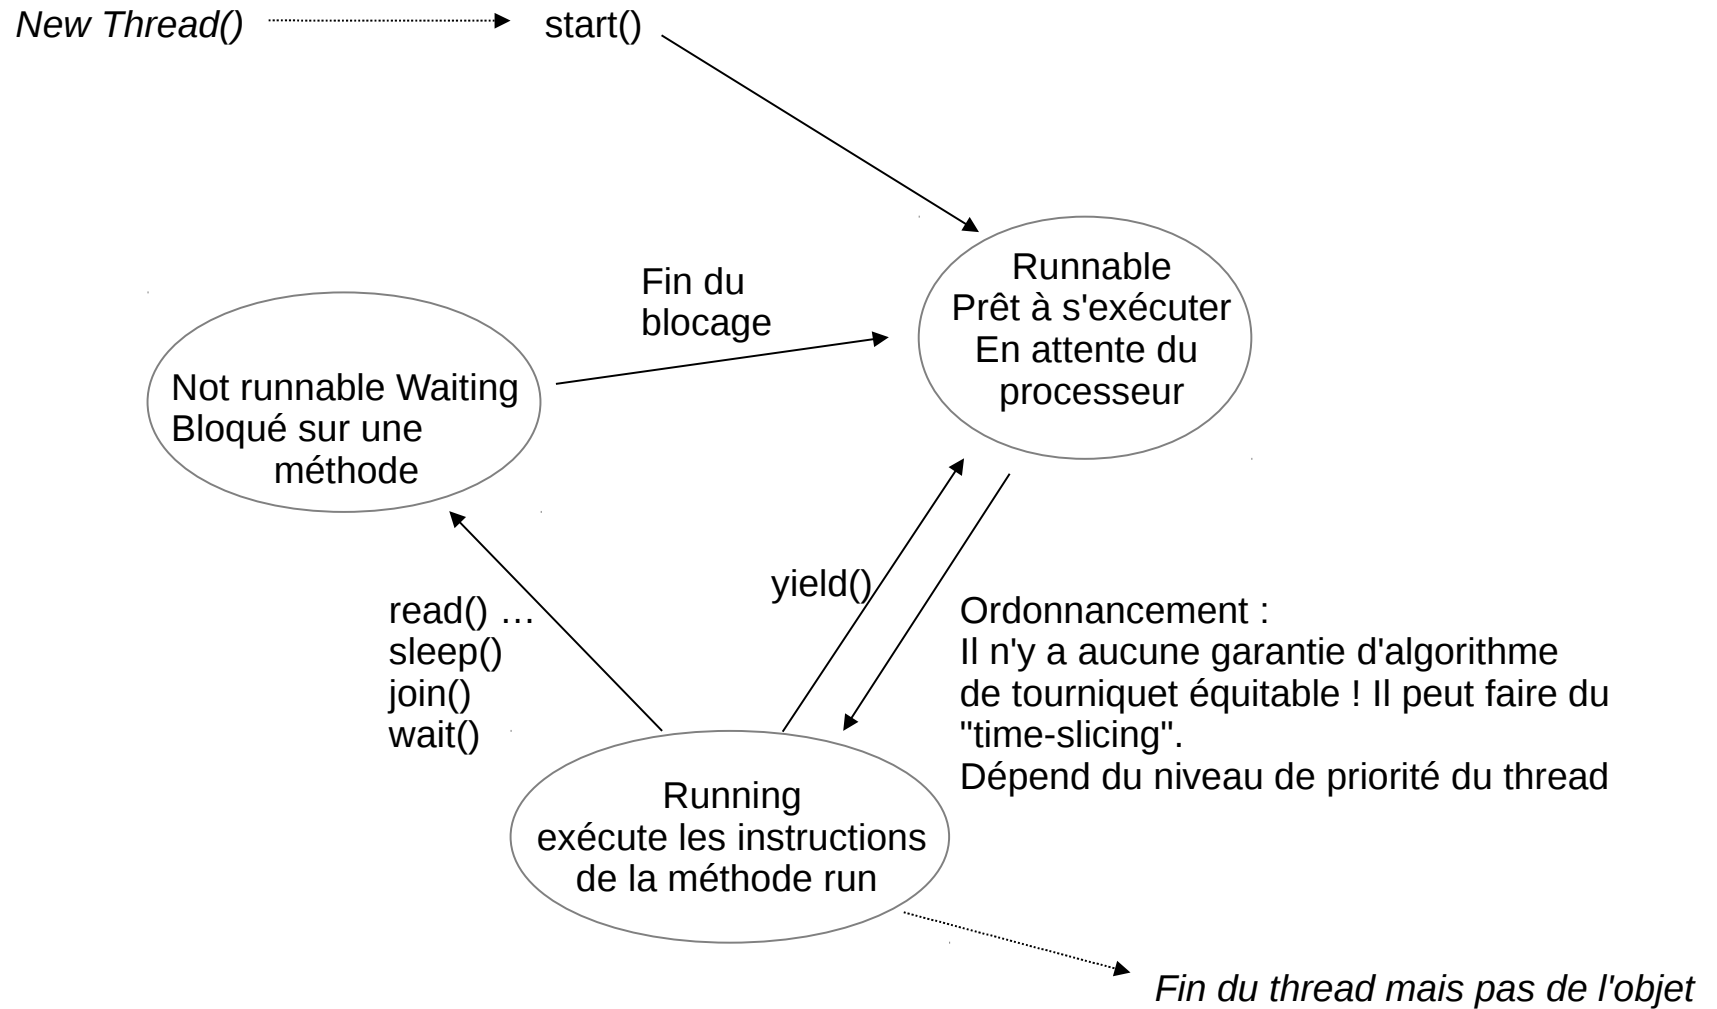 New Thread()
start()
Runnable
Prêt à s'exécuter
En attente du
processeur
Fin du
blocage
Not runnable Waiting
Bloqué sur une
méthode
yield()
read() …
sleep()
join()
wait()
Ordonnancement :
Il n'y a aucune garantie d'algorithme
de tourniquet équitable ! Il peut faire du
"time-slicing".
Dépend du niveau de priorité du thread
Running
exécute les instructions
de la méthode run
Fin du thread mais pas de l'objet